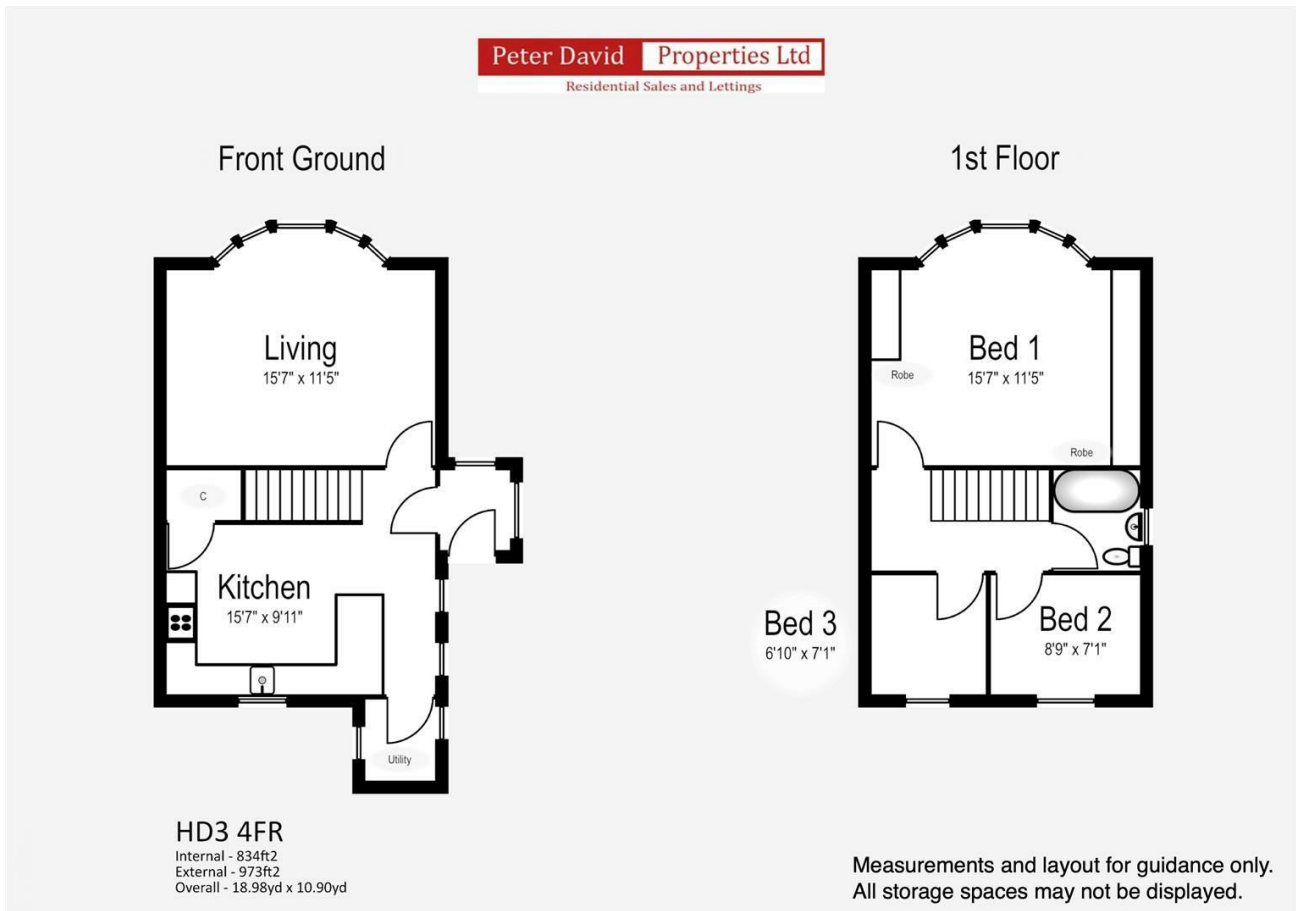 Peter David Properties Ltd
Residential Sales and Lettings
Front Ground
1st Floor
Living
15'7" x 11'5"
C
Kitchen
15'7" x 9'11"
Utility
Bed 1
15'7" x 11'5"
Robe
Robe
Bed 3
6'10" x 7'1"
Bed 2
8'9" x 7'1"
HD3 4FR
Internal - 834ft2
External - 973ft2
Overall - 18.98yd x 10.90yd
Measurements and layout for guidance only.
All storage spaces may not be displayed.